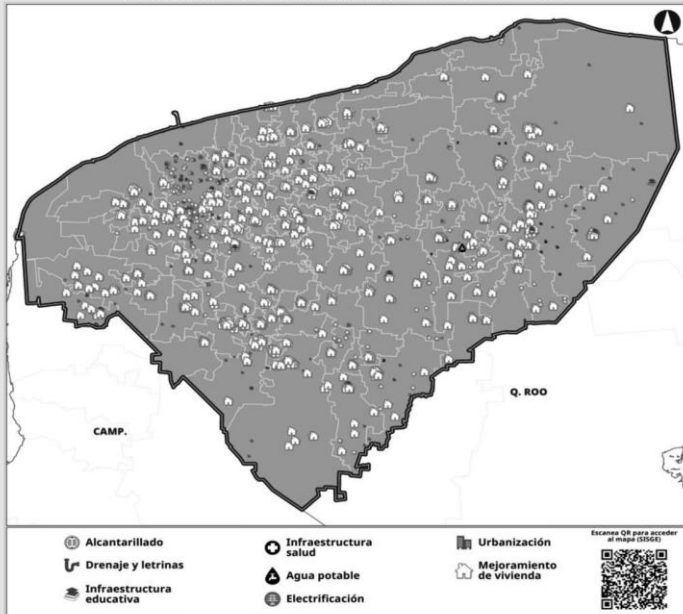 CAMP.
Q. ROO
Alcantarillado
Drenaje y letrinas
Infraestructura
educativa
Infraestructura
salud
Agua potable
Electrificación
Urbanización
Mejoramiento
de vivienda
Escanea QR para acceder
al mapa (SISGE)